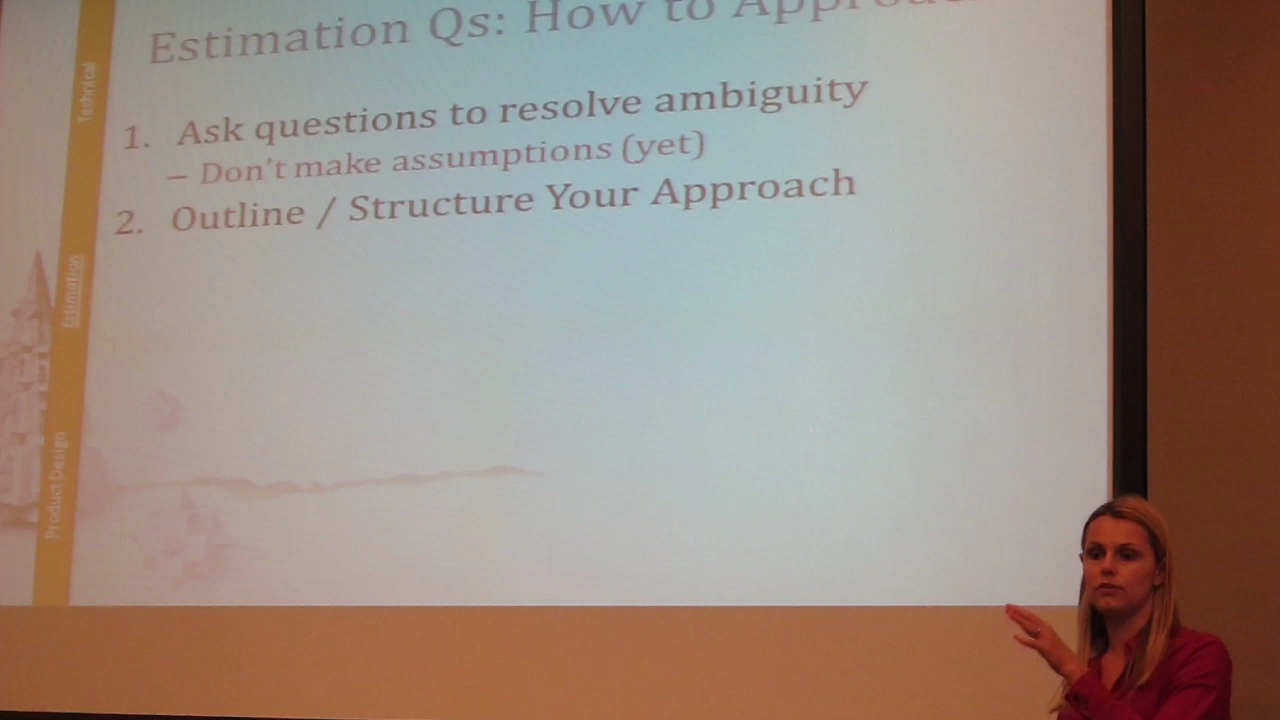 Estimation Qs: How to Approac
1. Ask questions to resolve ambiguity
– Don't make assumptions (yet)
2. Outline / Structure Your Approach
Technical
Estimation
Product Design